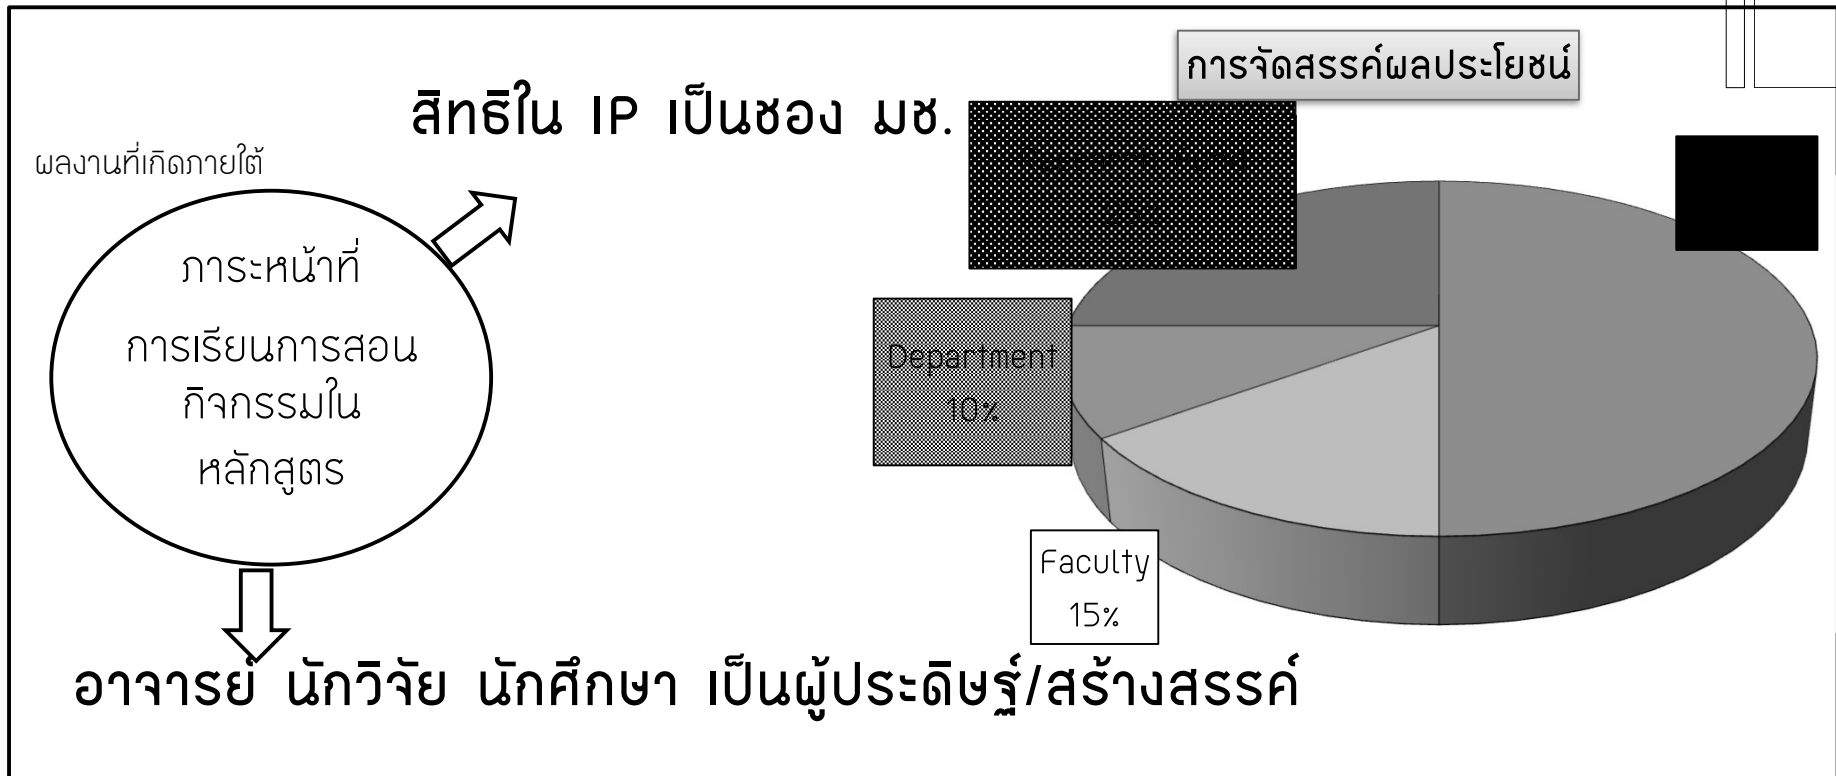 การจัดสรรค์ผลประโยชน์
สิทธิใน IP เป็นชอง มช.
ผลงานที่เกิดภายใต้
ภาระหน้าที่
การเรียนการสอน
กิจกรรมใน
หลักสูตร
Department
10%
Faculty
15%
อาจารย์ นักวิจัย นักศึกษา เป็นผู้ประดิษฐ์/สร้างสรรค์